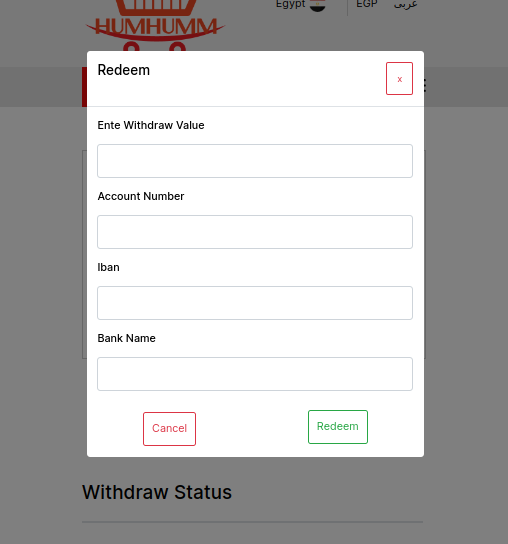 HUMHUMM
Egypt EGP عربى
Redeem
x
Ente Withdraw Value
Account Number
Iban
Bank Name
Cancel Redeem
Withdraw Status